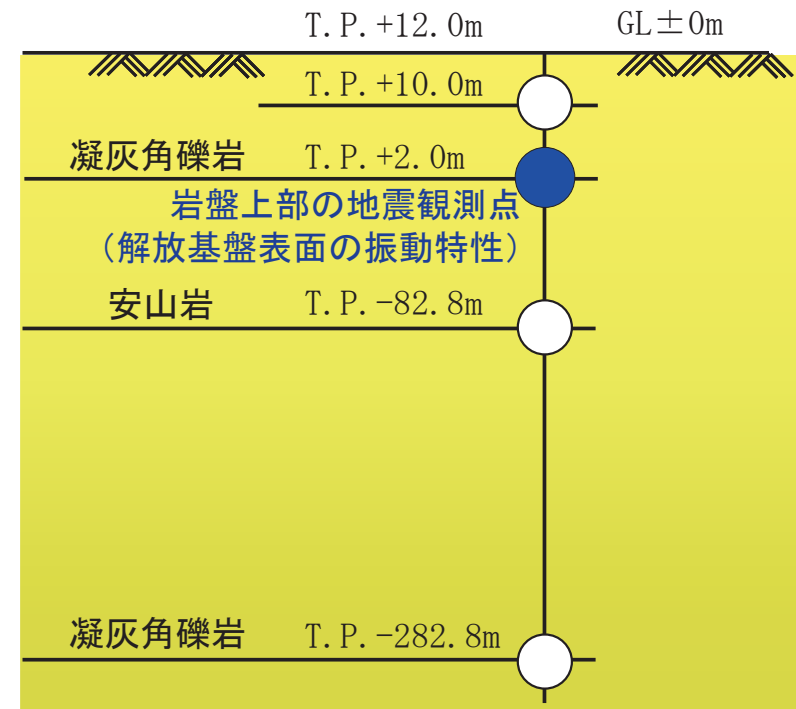 T.P.+12.0m GL±0m
T.P.+10.0m
凝灰角礫岩 T.P.+2.0m
岩盤上部の地震観測点
（解放基盤表面の振動特性）
安山岩 T.P.-82.8m
凝灰角礫岩 T.P.-282.8m